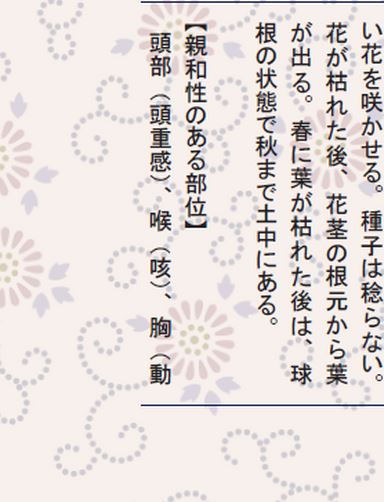 い花を咲かせる。種子は稔らない。
花が枯れた後、花茎の根元から葉
が出る。春に葉が枯れた後は、球
根の状態で秋まで土中にある。
【親和性のある部位】
頭部（頭重感）、喉（咳）、胸（動